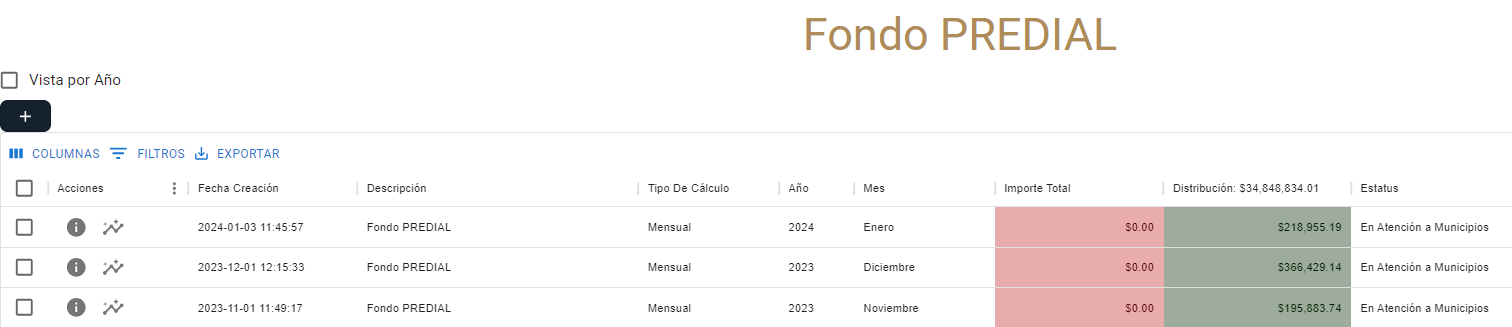 Fondo PREDIAL
Vista por Año
+
COLUMNAS FILTROS EXPORTAR
Acciones Fecha Creación Descripción Tipo De Cálculo Año Mes Importe Total Distribución: $34,848,834.01 Estatus
2024-01-03 11:45:57 Fondo PREDIAL Mensual 2024 Enero $0.00 $218,955.19 En Atención a Municipios
2023-12-01 12:15:33 Fondo PREDIAL Mensual 2023 Diciembre $0.00 $366,429.14 En Atención a Municipios
2023-11-01 11:49:17 Fondo PREDIAL Mensual 2023 Noviembre $0.00 $195,883.74 En Atención a Municipios